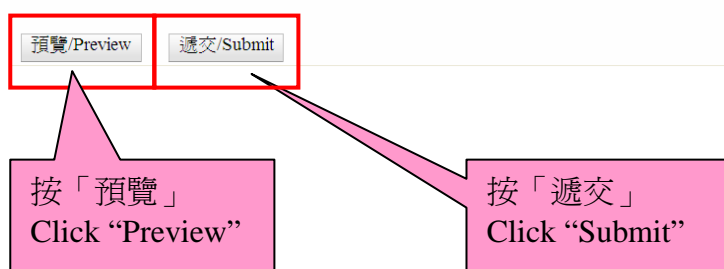 預覽/Preview
遞交/Submit
按「預覽」
Click “Preview”
按「遞交」
Click “Submit”